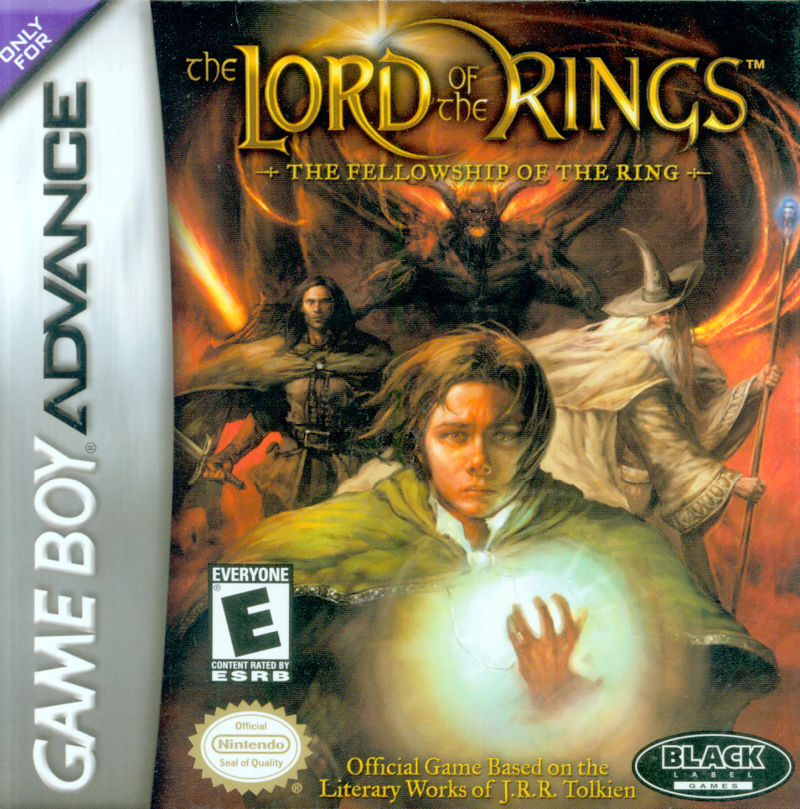 ONLY
FOR
GAME BOY® ADVANCE
The LORD OF the RINGS™
THE FELLOWSHIP OF THE RING
EVERYONE
E
®
CONTENT RATED BY
ESRB
Official
Nintendo
Seal of Quality
®
Official Game Based on the
Literary Works of J.R.R. Tolkien
BLACK
LABEL
GAMES